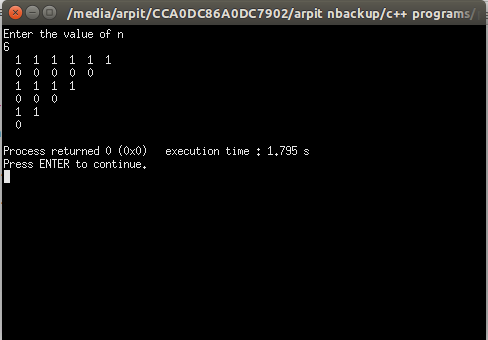 /media/arpit/CCA0DC86A0DC7902/arpit nbackup/c++ programs/
Enter the value of n
6
1 1 1 1 1 1
0 0 0 0 0
1 1 1 1
0 0 0
1 1
0
Process returned 0 (0x0)   execution time : 1.795 s
Press ENTER to continue.